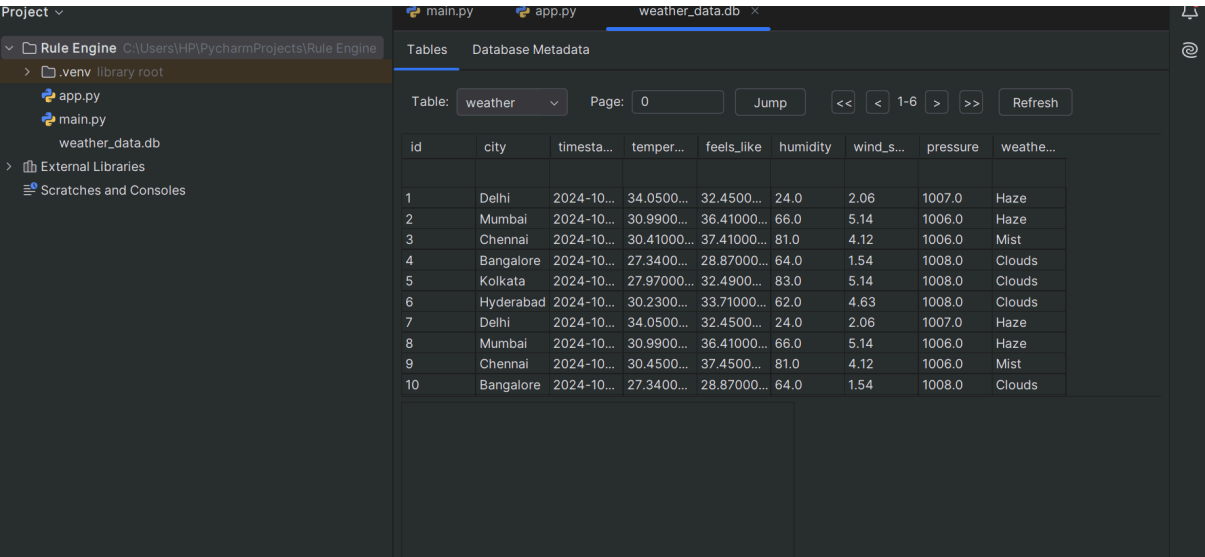 Project
main.py app.py weather_data.db
Rule Engine C:\Users\HP\PycharmProjects\Rule Engine
.venv library root
app.py
main.py
weather_data.db
External Libraries
Scratches and Consoles
Tables Database Metadata
Table: weather Page: 0 Jump << < 1-6 > >> Refresh
id city timesta... temper... feels_like humidity wind_s... pressure weathe...
1 Delhi 2024-10... 34.0500... 32.4500... 24.0 2.06 1007.0 Haze
2 Mumbai 2024-10... 30.9900... 36.41000... 66.0 5.14 1006.0 Haze
3 Chennai 2024-10... 30.41000... 37.41000... 81.0 4.12 1006.0 Mist
4 Bangalore 2024-10... 27.3400... 28.87000... 64.0 1.54 1008.0 Clouds
5 Kolkata 2024-10... 27.97000... 32.4900... 83.0 5.14 1008.0 Clouds
6 Hyderabad 2024-10... 30.2300... 33.71000... 62.0 4.63 1008.0 Clouds
7 Delhi 2024-10... 34.0500... 32.4500... 24.0 2.06 1007.0 Haze
8 Mumbai 2024-10... 30.9900... 36.41000... 66.0 5.14 1006.0 Haze
9 Chennai 2024-10... 30.4500... 37.4500... 81.0 4.12 1006.0 Mist
10 Bangalore 2024-10... 27.3400... 28.87000... 64.0 1.54 1008.0 Clouds